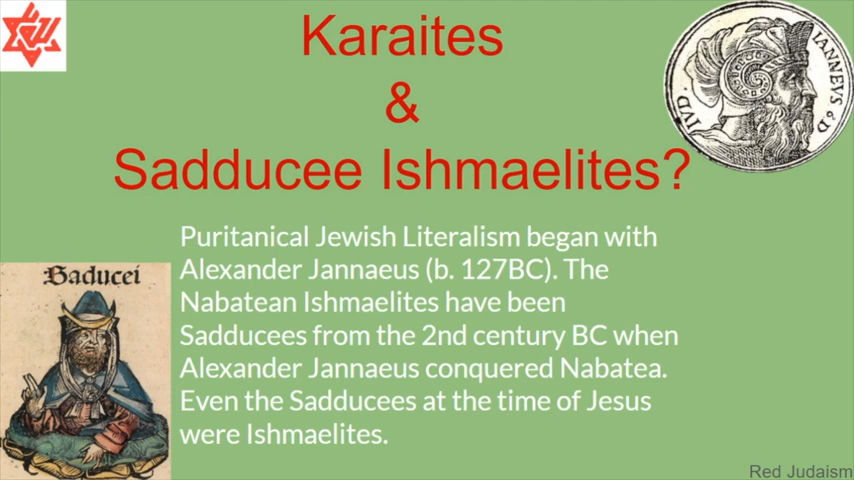 Karaites
&
Sadducee Ishmaelites?
IVD.
IANNEVS
Puritanical Jewish Literalism began with
Alexander Jannaeus (b. 127BC). The
Nabatean Ishmaelites have been
Sadducees from the 2nd century BC when
Alexander Jannaeus conquered Nabatea.
Even the Sadducees at the time of Jesus
were Ishmaelites.
Saducei
Red Judaism